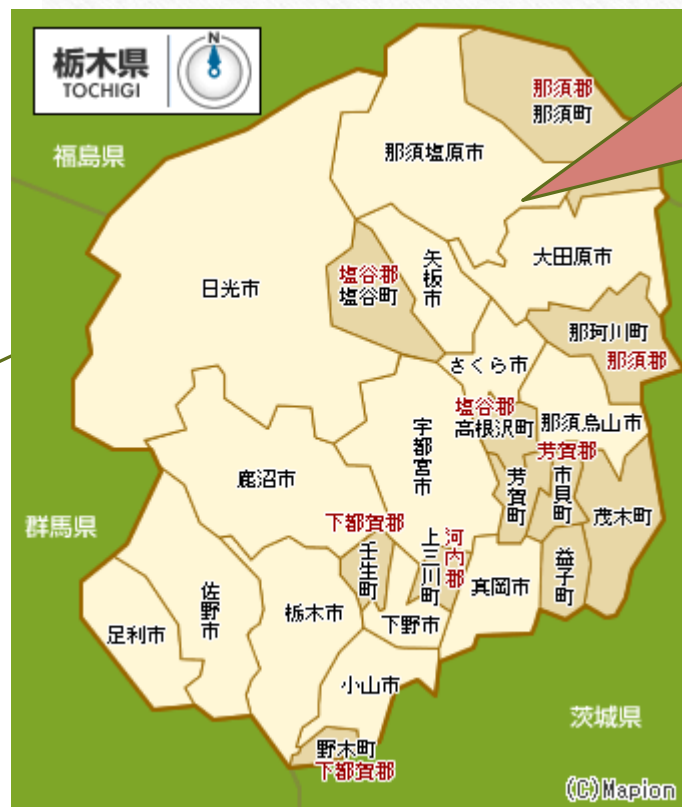 栃木県
TOCHIGI
N
福島県
那須郡
那須町
那須塩原市
大田原市
矢板市
塩谷郡
塩谷町
日光市
那珂川町
那須郡
さくら市
塩谷郡
高根沢町
那須烏山市
宇都宮市
芳賀郡
市貝町
芳賀町
茂木町
鹿沼市
群馬県
下都賀郡
壬生町
上三川町
河内郡
益子町
真岡市
佐野市
栃木市
下野市
足利市
小山市
茨城県
野木町
下都賀郡
(C)Mapion